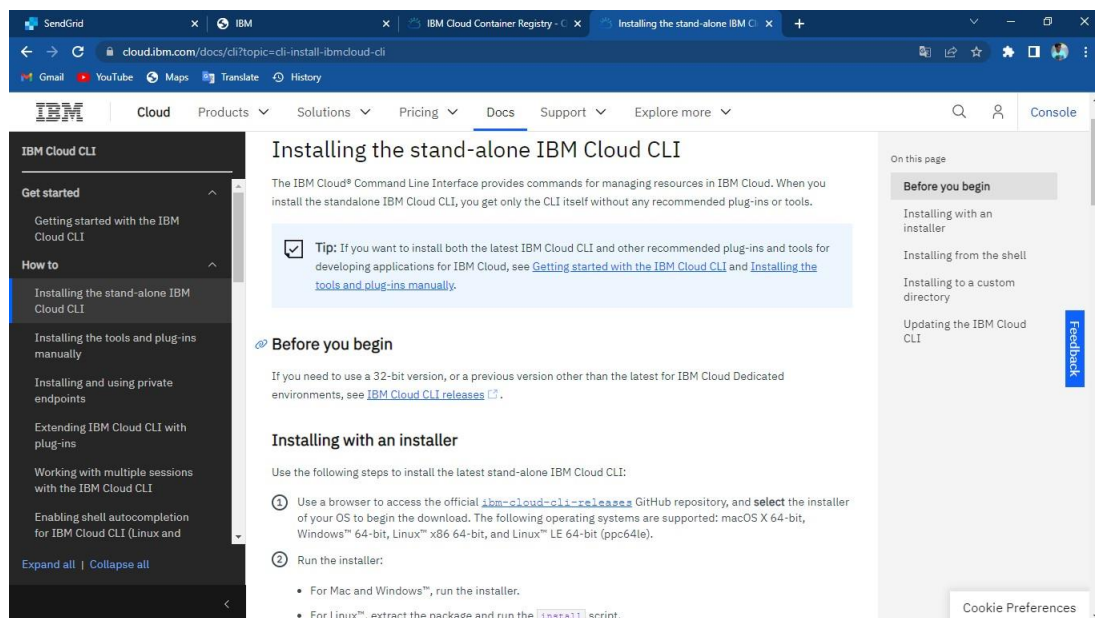 SendGrid
IBM
IBM Cloud Container Registry - C
Installing the stand-alone IBM Cl
cloud.ibm.com/docs/cli?topic=cli-install-ibmcloud-cli
Gmail YouTube Maps Translate History
IBM Cloud Products Solutions Pricing Docs Support Explore more Console
IBM Cloud CLI
Get started
Getting started with the IBM
Cloud CLI
How to
Installing the stand-alone IBM
Cloud CLI
Installing the tools and plug-ins
manually
Installing and using private
endpoints
Extending IBM Cloud CLI with
plug-ins
Working with multiple sessions
with the IBM Cloud CLI
Enabling shell autocompletion
for IBM Cloud CLI (Linux and
Expand all | Collapse all
Installing the stand-alone IBM Cloud CLI
The IBM Cloud® Command Line Interface provides commands for managing resources in IBM Cloud. When you
install the standalone IBM Cloud CLI, you get only the CLI itself without any recommended plug-ins or tools.
Tip: If you want to install both the latest IBM Cloud CLI and other recommended plug-ins and tools for
developing applications for IBM Cloud, see Getting started with the IBM Cloud CLI and Installing the
tools and plug-ins manually.
Before you begin
If you need to use a 32-bit version, or a previous version other than the latest for IBM Cloud Dedicated
environments, see IBM Cloud CLI releases.
Installing with an installer
Use the following steps to install the latest stand-alone IBM Cloud CLI:
1 Use a browser to access the official ibm-cloud-cli-releases GitHub repository, and select the installer
of your OS to begin the download. The following operating systems are supported: macOS X 64-bit,
Windows™ 64-bit, Linux™ x86 64-bit, and Linux™ LE 64-bit (ppc64le).
2 Run the installer:
• For Mac and Windows™, run the installer.
• For Linux™, extract the package and run the install script.
On this page
Before you begin
Installing with an
installer
Installing from the shell
Installing to a custom
directory
Updating the IBM Cloud
CLI
Feedback
Cookie Preferences